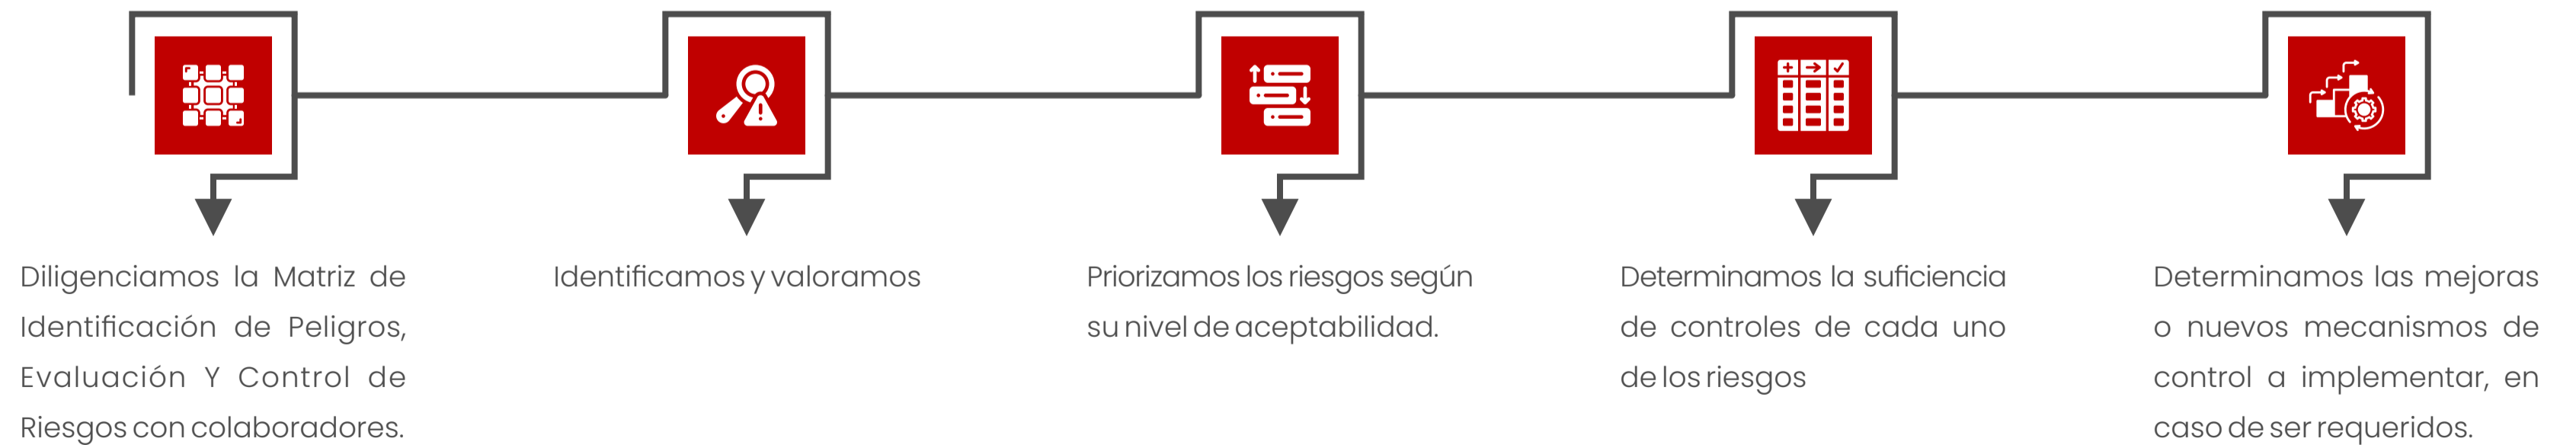 Diligenciamos la Matriz de
Identificación de Peligros,
Evaluación Y Control de
Riesgos con colaboradores.
Identificamos y valoramos
Priorizamos los riesgos según
su nivel de aceptabilidad.
Determinamos la suficiencia
de controles de cada uno
de los riesgos
Determinamos las mejoras
o nuevos mecanismos de
control a implementar, en
caso de ser requeridos.